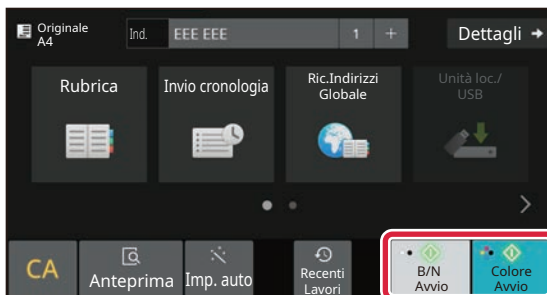 Originale
A4
Ind.
EEE EEE
1
+
Dettagli
Rubrica
Invio cronologia
Ric.Indirizzi
Globale
Unità loc./
USB
CA
Anteprima
Imp. auto
Recenti
Lavori
B/N
Avvio
Colore
Avvio